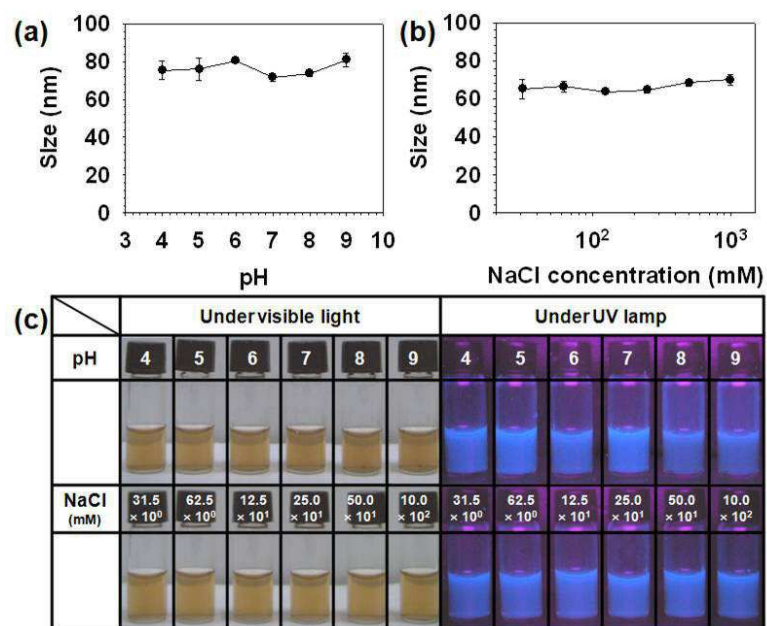 (a)
100
80
60
40
20
0
Size (nm)
3 4 5 6 7 8 9 10
pH
(b)
100
80
60
40
20
0
Size (nm)
10²
10³
NaCl concentration (mM)
(c)
Under visible light
Under UV lamp
pH
4 5 6 7 8 9
4 5 6 7 8 9
NaCl
(mM)
31.5 62.5 12.5 25.0 50.0 10.0
× 10⁰ × 10⁰ × 10¹ × 10¹ × 10¹ × 10²
31.5 62.5 12.5 25.0 50.0 10.0
× 10⁰ × 10⁰ × 10¹ × 10¹ × 10¹ × 10²